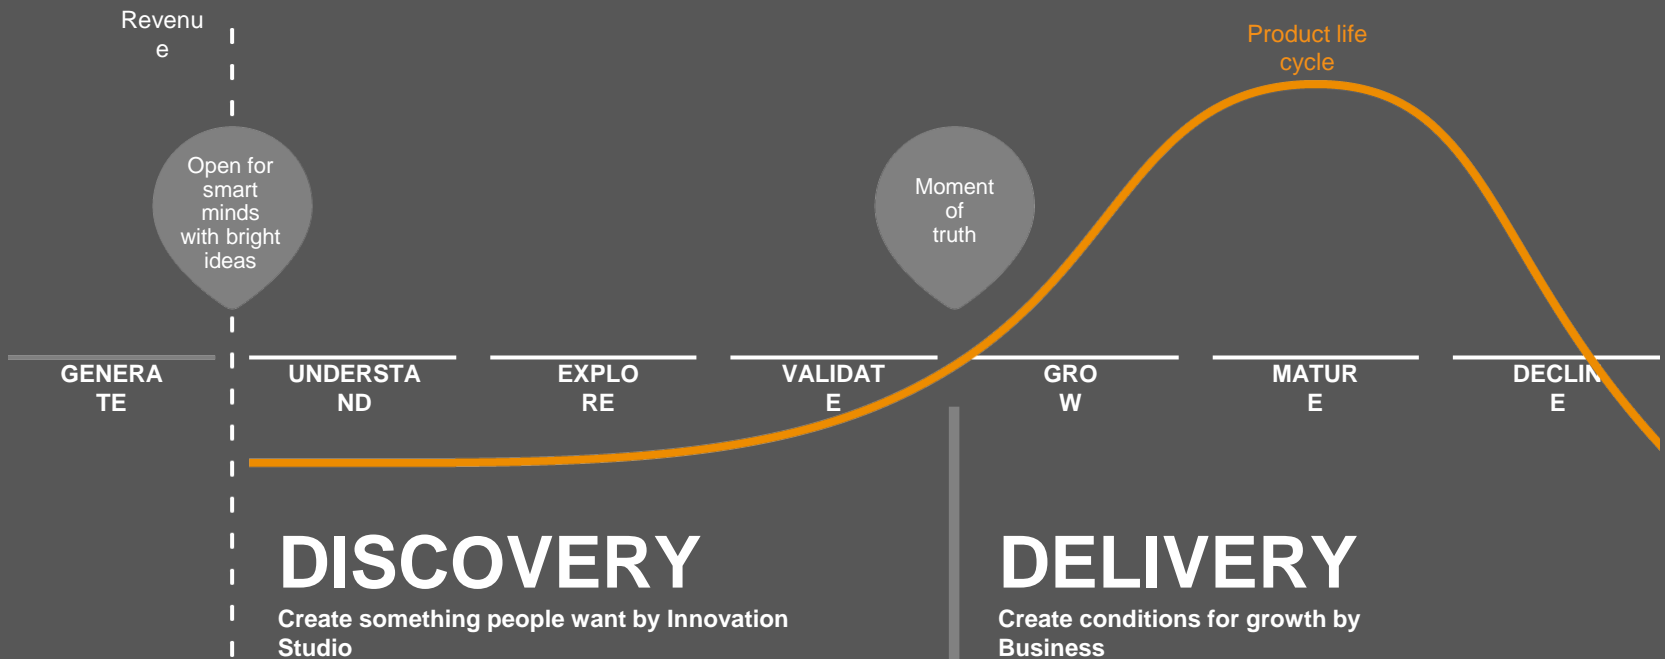 Revenu
e
Product life
cycle
Open for
smart
minds
with bright
ideas
Moment
of
truth
GENERA
TE
UNDERSTA
ND
EXPLO
RE
VALIDAT
E
GRO
W
MATUR
E
DECLIN
E
DISCOVERY
Create something people want by Innovation
Studio
DELIVERY
Create conditions for growth by
Business